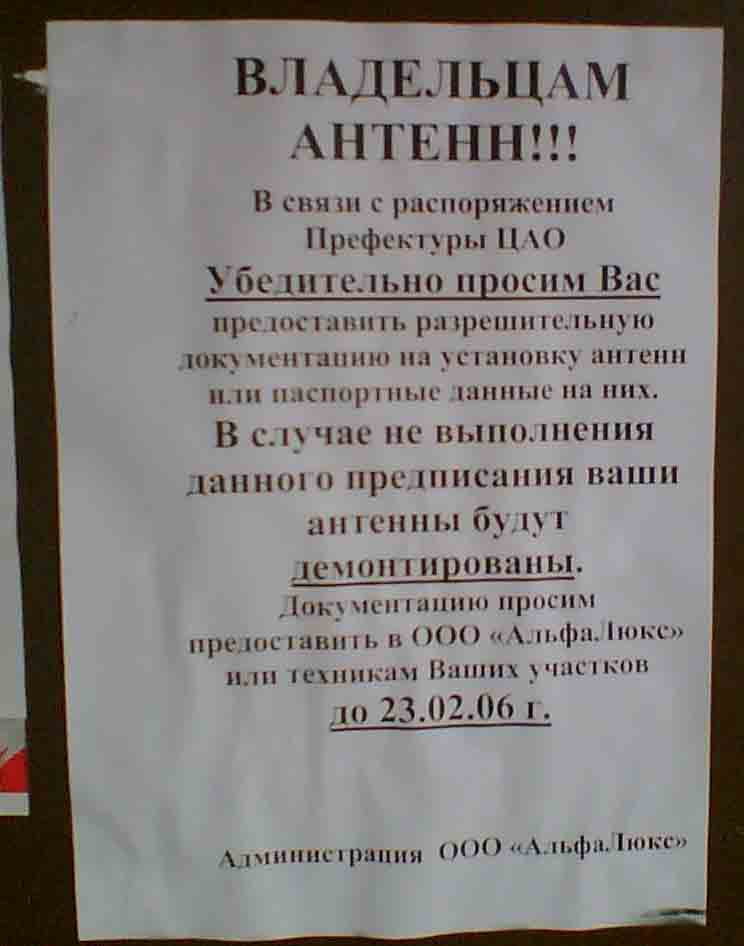 ВЛАДЕЛЬЦАМ
АНТЕНН!!!
В связи с распоряжением
Префектуры ЦАО
Убедительно просим Вас
предоставить разрешительную
документацию на установку антенн
или паспортные данные на них.
В случае не выполнения
данного предписания ваши
антенны будут
демонтированы.
Документацию просим
предоставить в ООО «АльфаЛюкс»
или техникам Ваших участков
до 23.02.06 г.
Администрация ООО «АльфаЛюкс»